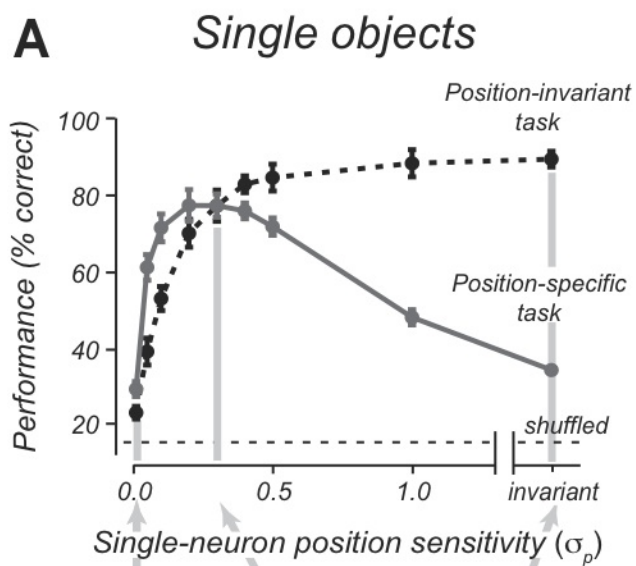 A Single objects
Position-invariant
task
Performance (% correct)
100
80
60
40
20
Position-specific
task
shuffled
0.0 0.5 1.0 invariant
Single-neuron position sensitivity (σp)